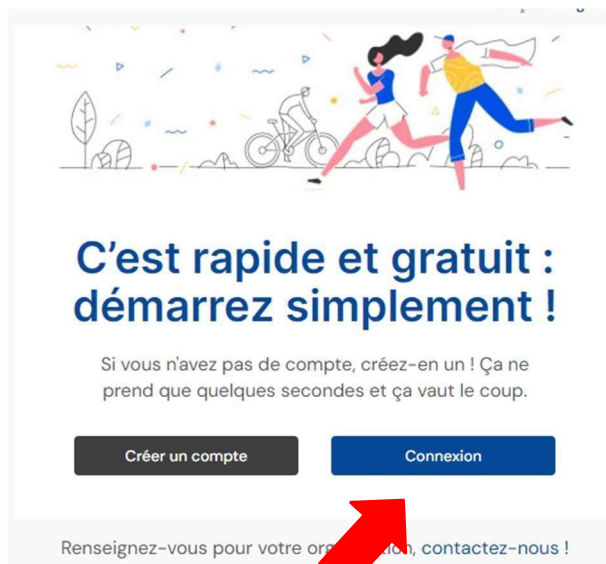 C'est rapide et gratuit :
démarrez simplement !
Si vous n'avez pas de compte, créez-en un ! Ça ne
prend que quelques secondes et ça vaut le coup.
Créer un compte
Connexion
Renseignez-vous pour votre contactez-nous !